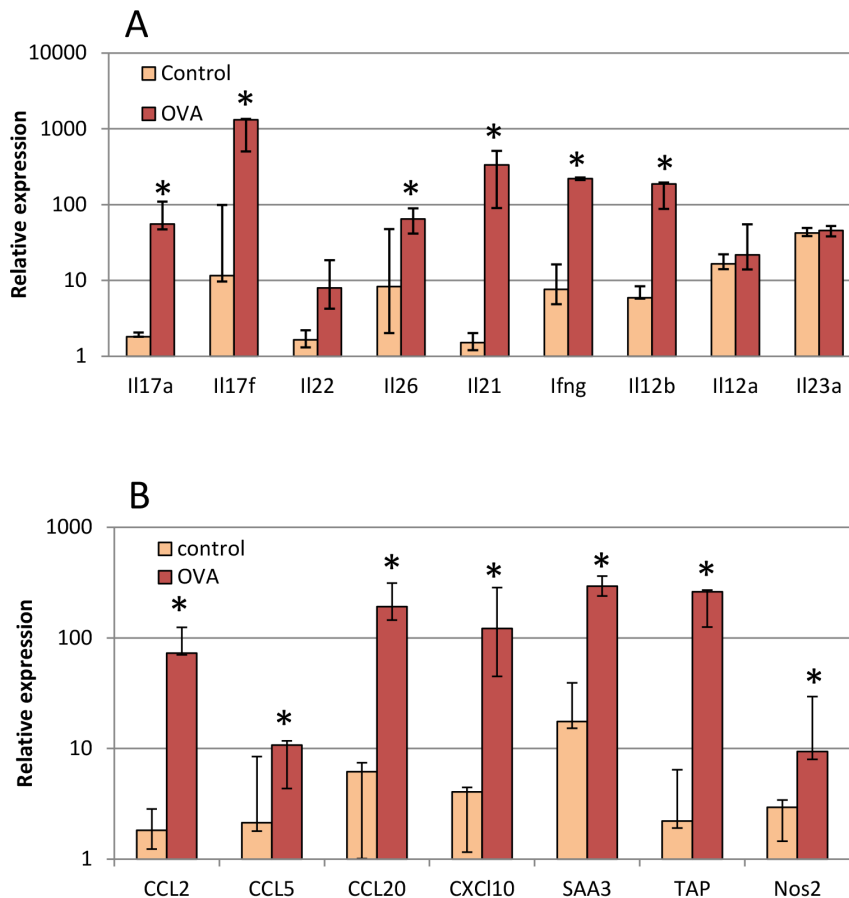 A
10000
1000
100
10
1
Relative expression
Control
OVA
*
*
*
*
*
*
Il17a Il17f Il22 Il26 Il21 Ifng Il12b Il12a Il23a
B
1000
100
10
1
Relative expression
control
OVA
*
*
*
*
*
*
*
CCL2 CCL5 CCL20 CXCl10 SAA3 TAP Nos2